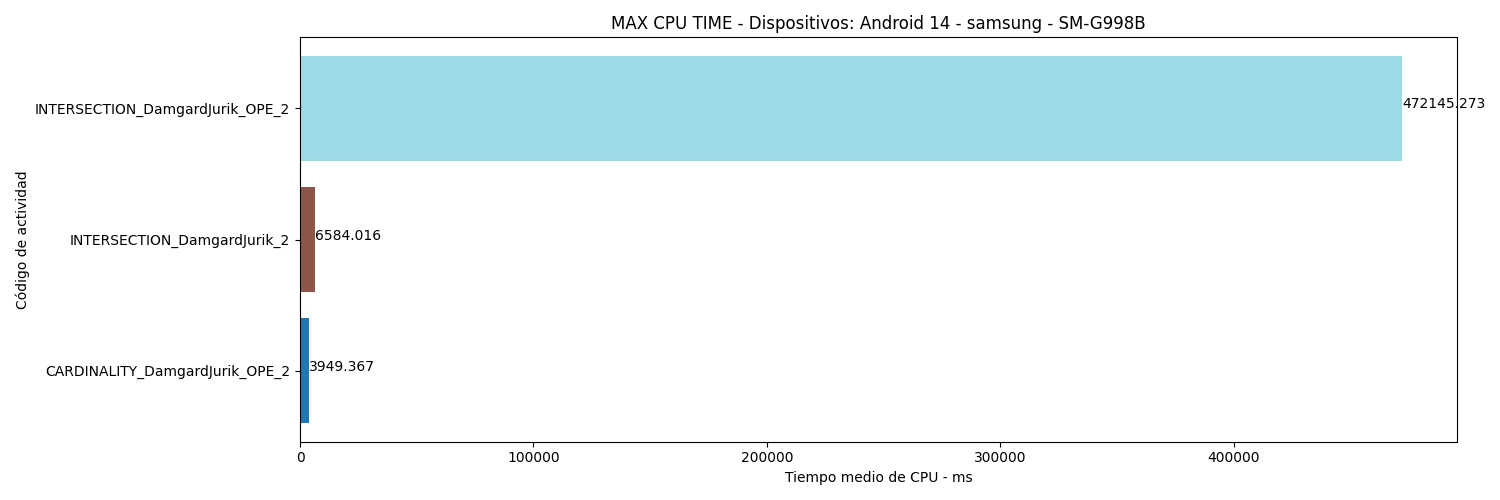 MAX CPU TIME - Dispositivos: Android 14 - samsung - SM-G998B
INTERSECTION_DamgardJurik_OPE_2
472145.273
INTERSECTION_DamgardJurik_2
6584.016
CARDINALITY_DamgardJurik_OPE_2
3949.367
Código de actividad
0 100000 200000 300000 400000
Tiempo medio de CPU - ms